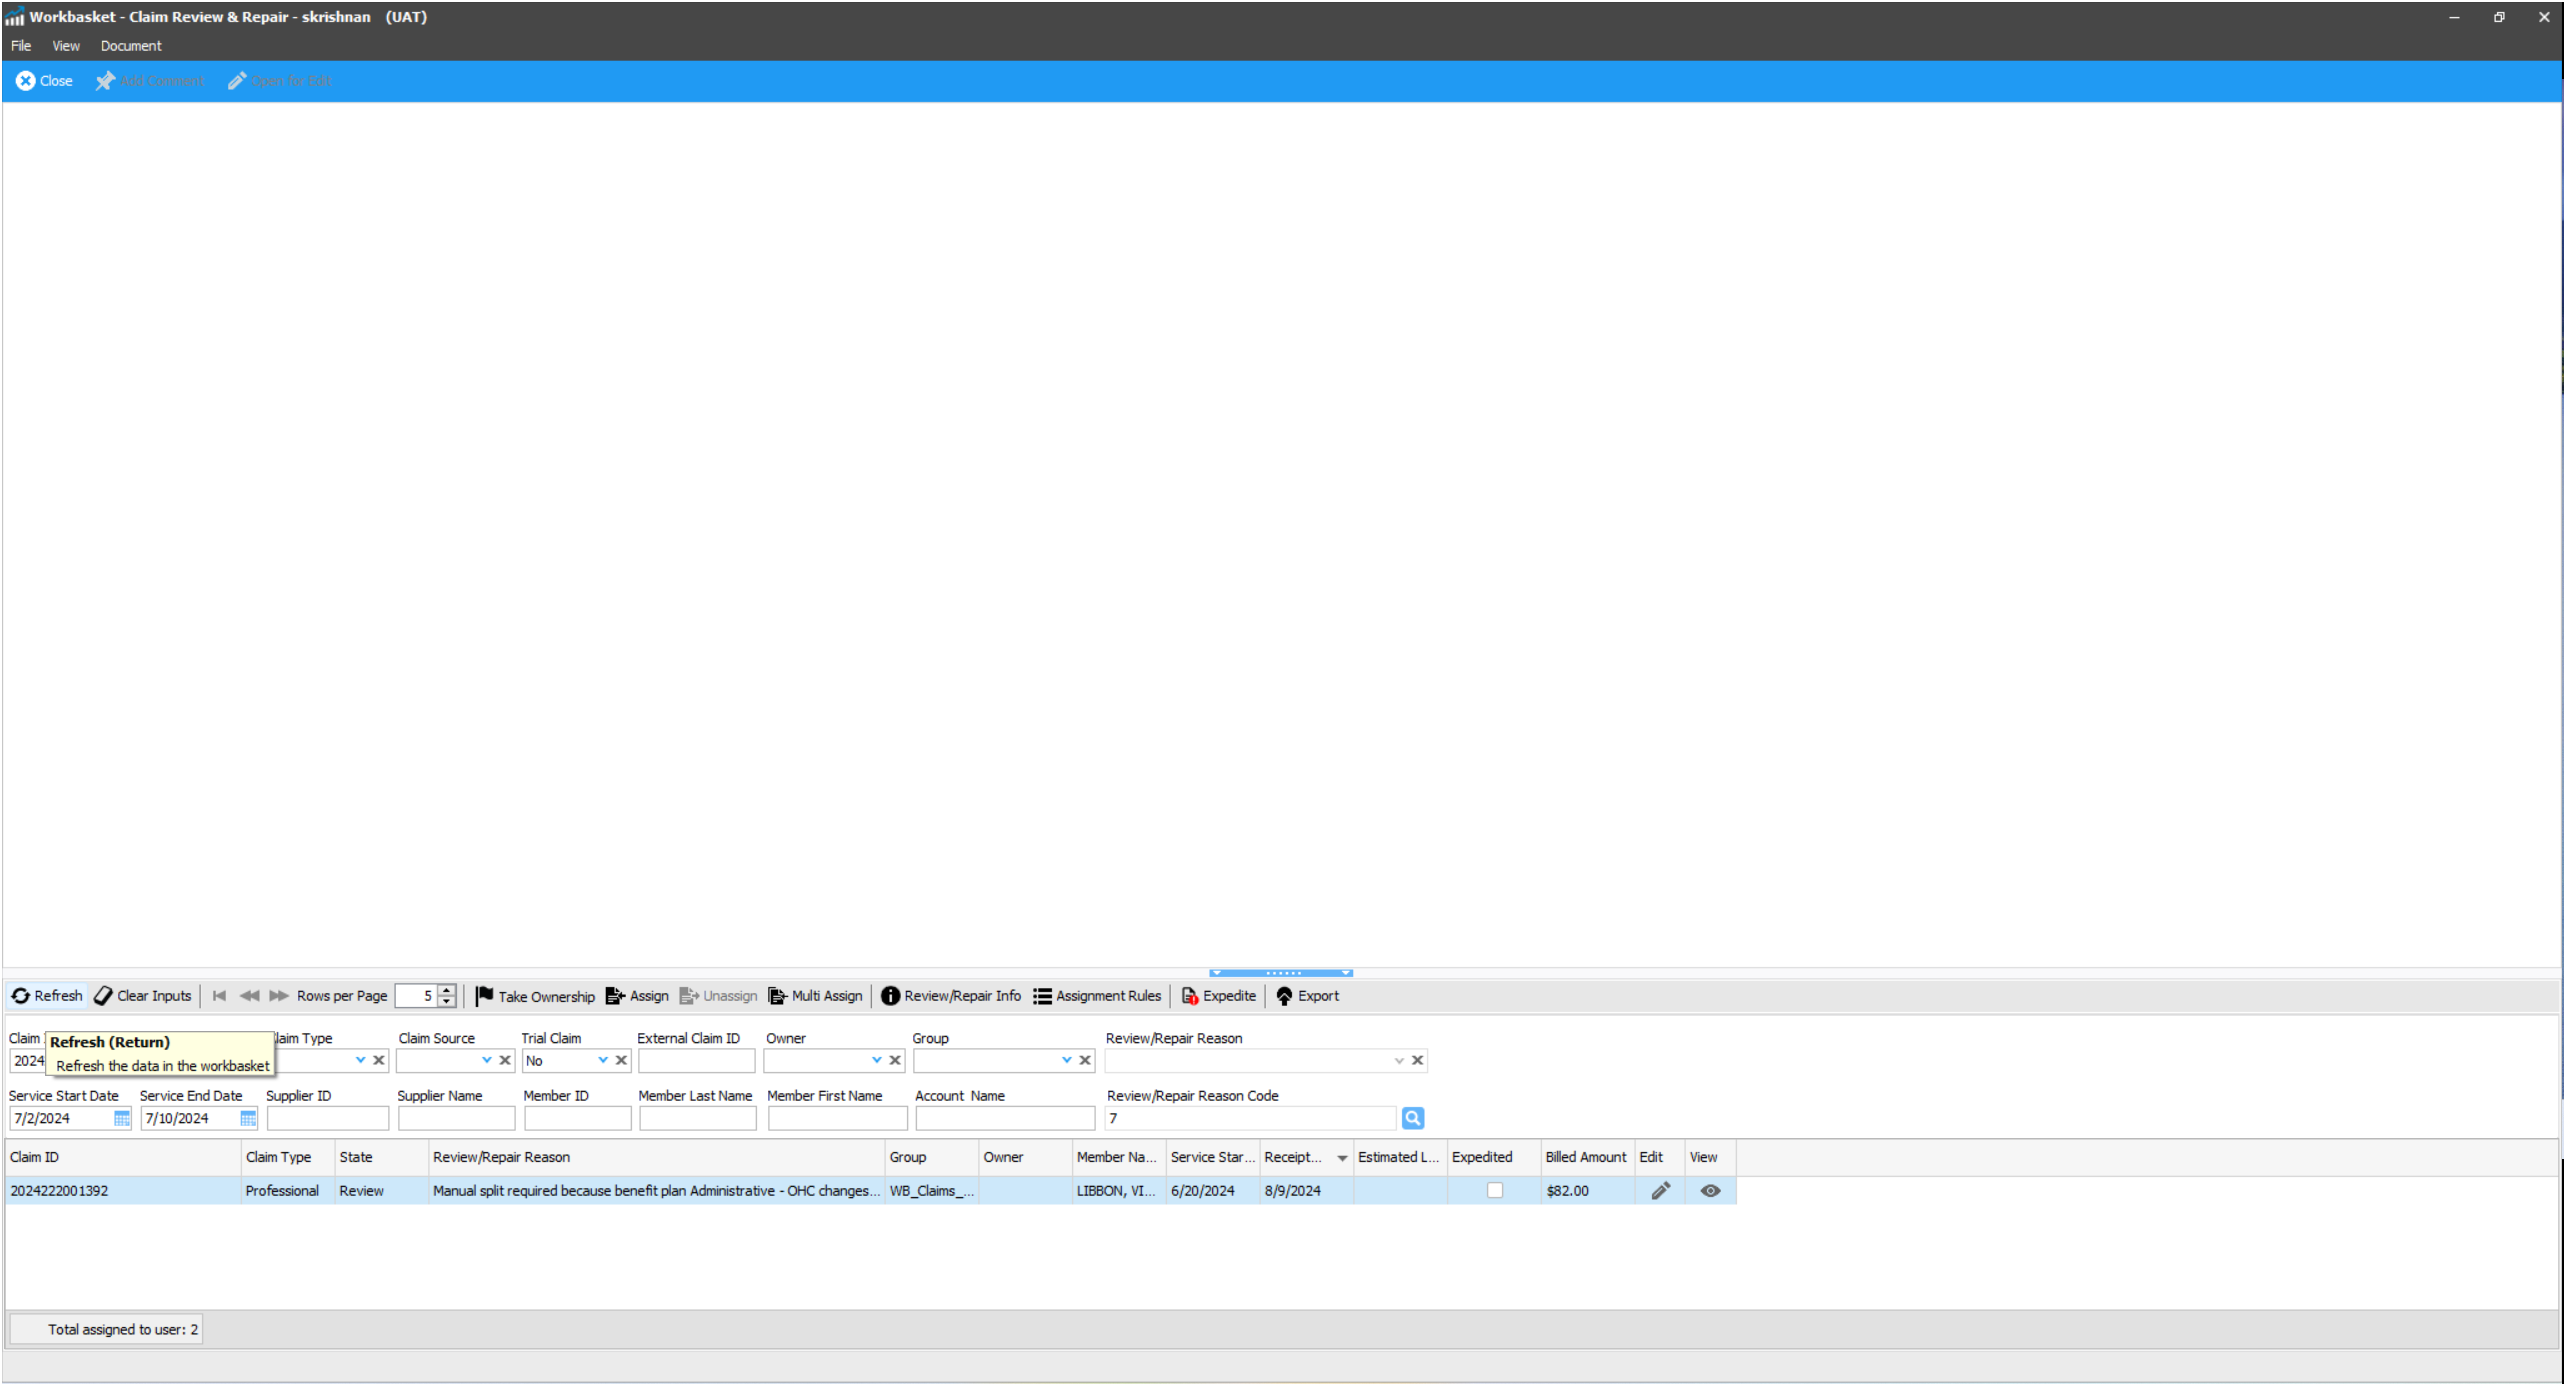 Workbasket - Claim Review & Repair - skrishnan (UAT)
File View Document
Close Add Comment Open for Edit
Refresh Clear Inputs Rows per Page 5 Take Ownership Assign Unassign Multi Assign Review/Repair Info Assignment Rules Expedite Export
Claim Claim Type Claim Source Trial Claim External Claim ID Owner Group Review/Repair Reason
Refresh (Return)
2024 No
Refresh the data in the workbasket
Service Start Date Service End Date Supplier ID Supplier Name Member ID Member Last Name Member First Name Account Name Review/Repair Reason Code
7/2/2024 7/10/2024 7
Claim ID Claim Type State Review/Repair Reason Group Owner Member Na... Service Star... Receipt... Estimated L... Expedited Billed Amount Edit View
2024222001392 Professional Review Manual split required because benefit plan Administrative - OHC changes... WB_Claims_... LIBBON, VI... 6/20/2024 8/9/2024 $82.00
Total assigned to user: 2